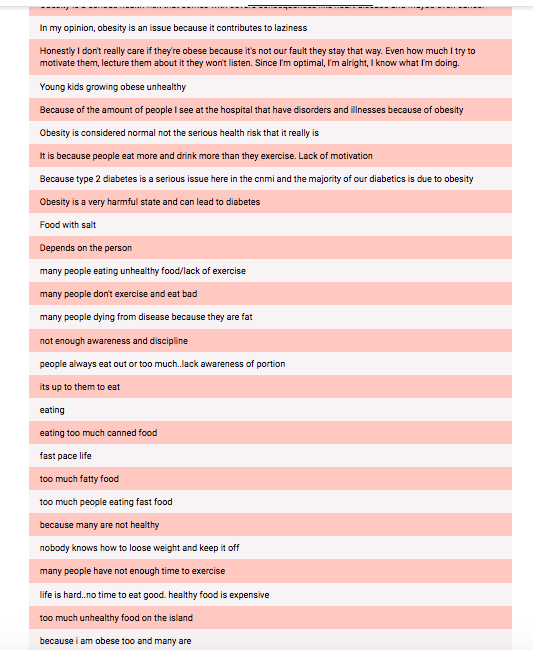 In my opinion, obesity is an issue because it contributes to laziness
Honestly I don't really care if they're obese because it's not our fault they stay that way. Even how much I try to
motivate them, lecture them about it they won't listen. Since I'm optimal, I'm alright, I know what I'm doing.
Young kids growing obese unhealthy
Because of the amount of people I see at the hospital that have disorders and illnesses because of obesity
Obesity is considered normal not the serious health risk that it really is
It is because people eat more and drink more than they exercise. Lack of motivation
Because type 2 diabetes is a serious issue here in the cnmi and the majority of our diabetics is due to obesity
Obesity is a very harmful state and can lead to diabetes
Food with salt
Depends on the person
many people eating unhealthy food/lack of exercise
many people don't exercise and eat bad
many people dying from disease because they are fat
not enough awareness and discipline
people always eat out or too much..lack awareness of portion
its up to them to eat
eating
eating too much canned food
fast pace life
too much fatty food
too much people eating fast food
because many are not healthy
nobody knows how to loose weight and keep it off
many people have not enough time to exercise
life is hard..no time to eat good. healthy food is expensive
too much unhealthy food on the island
because i am obese too and many are